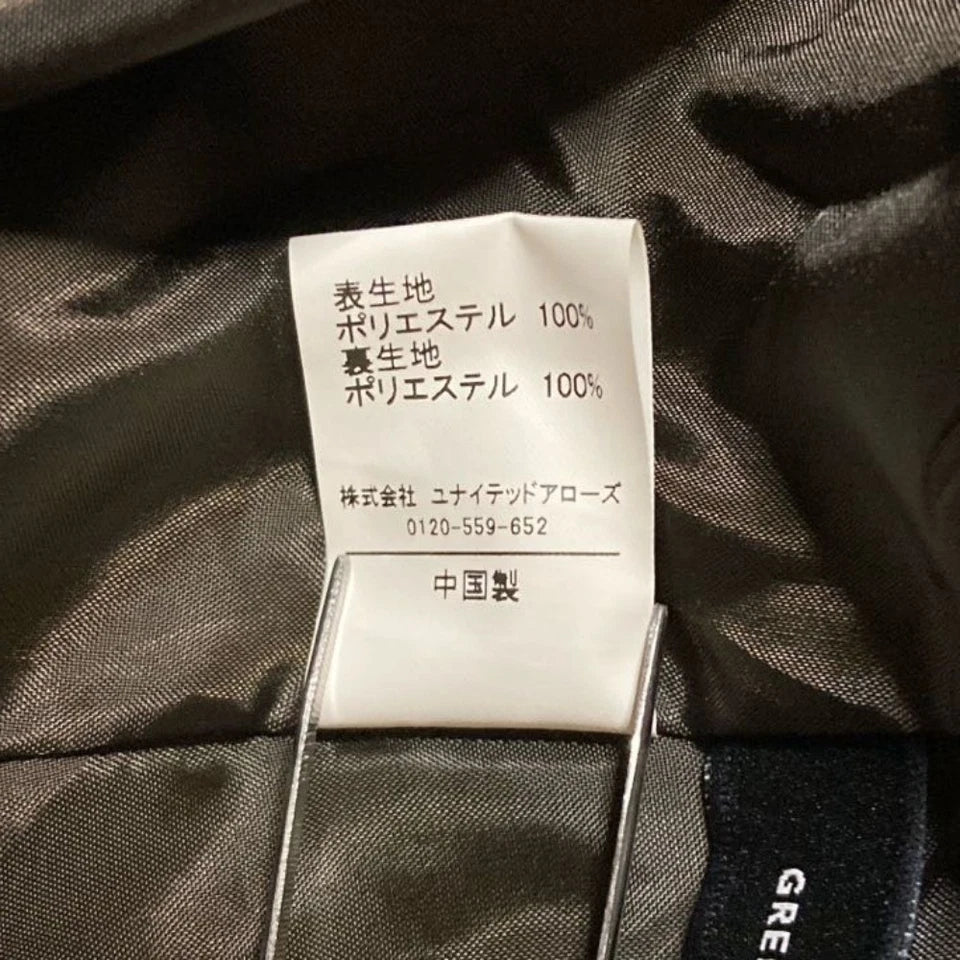 表生地
ポリエステル 100%
裏生地
ポリエステル 100%
株式会社 ユナイテッドアローズ
0120-559-652
中国製